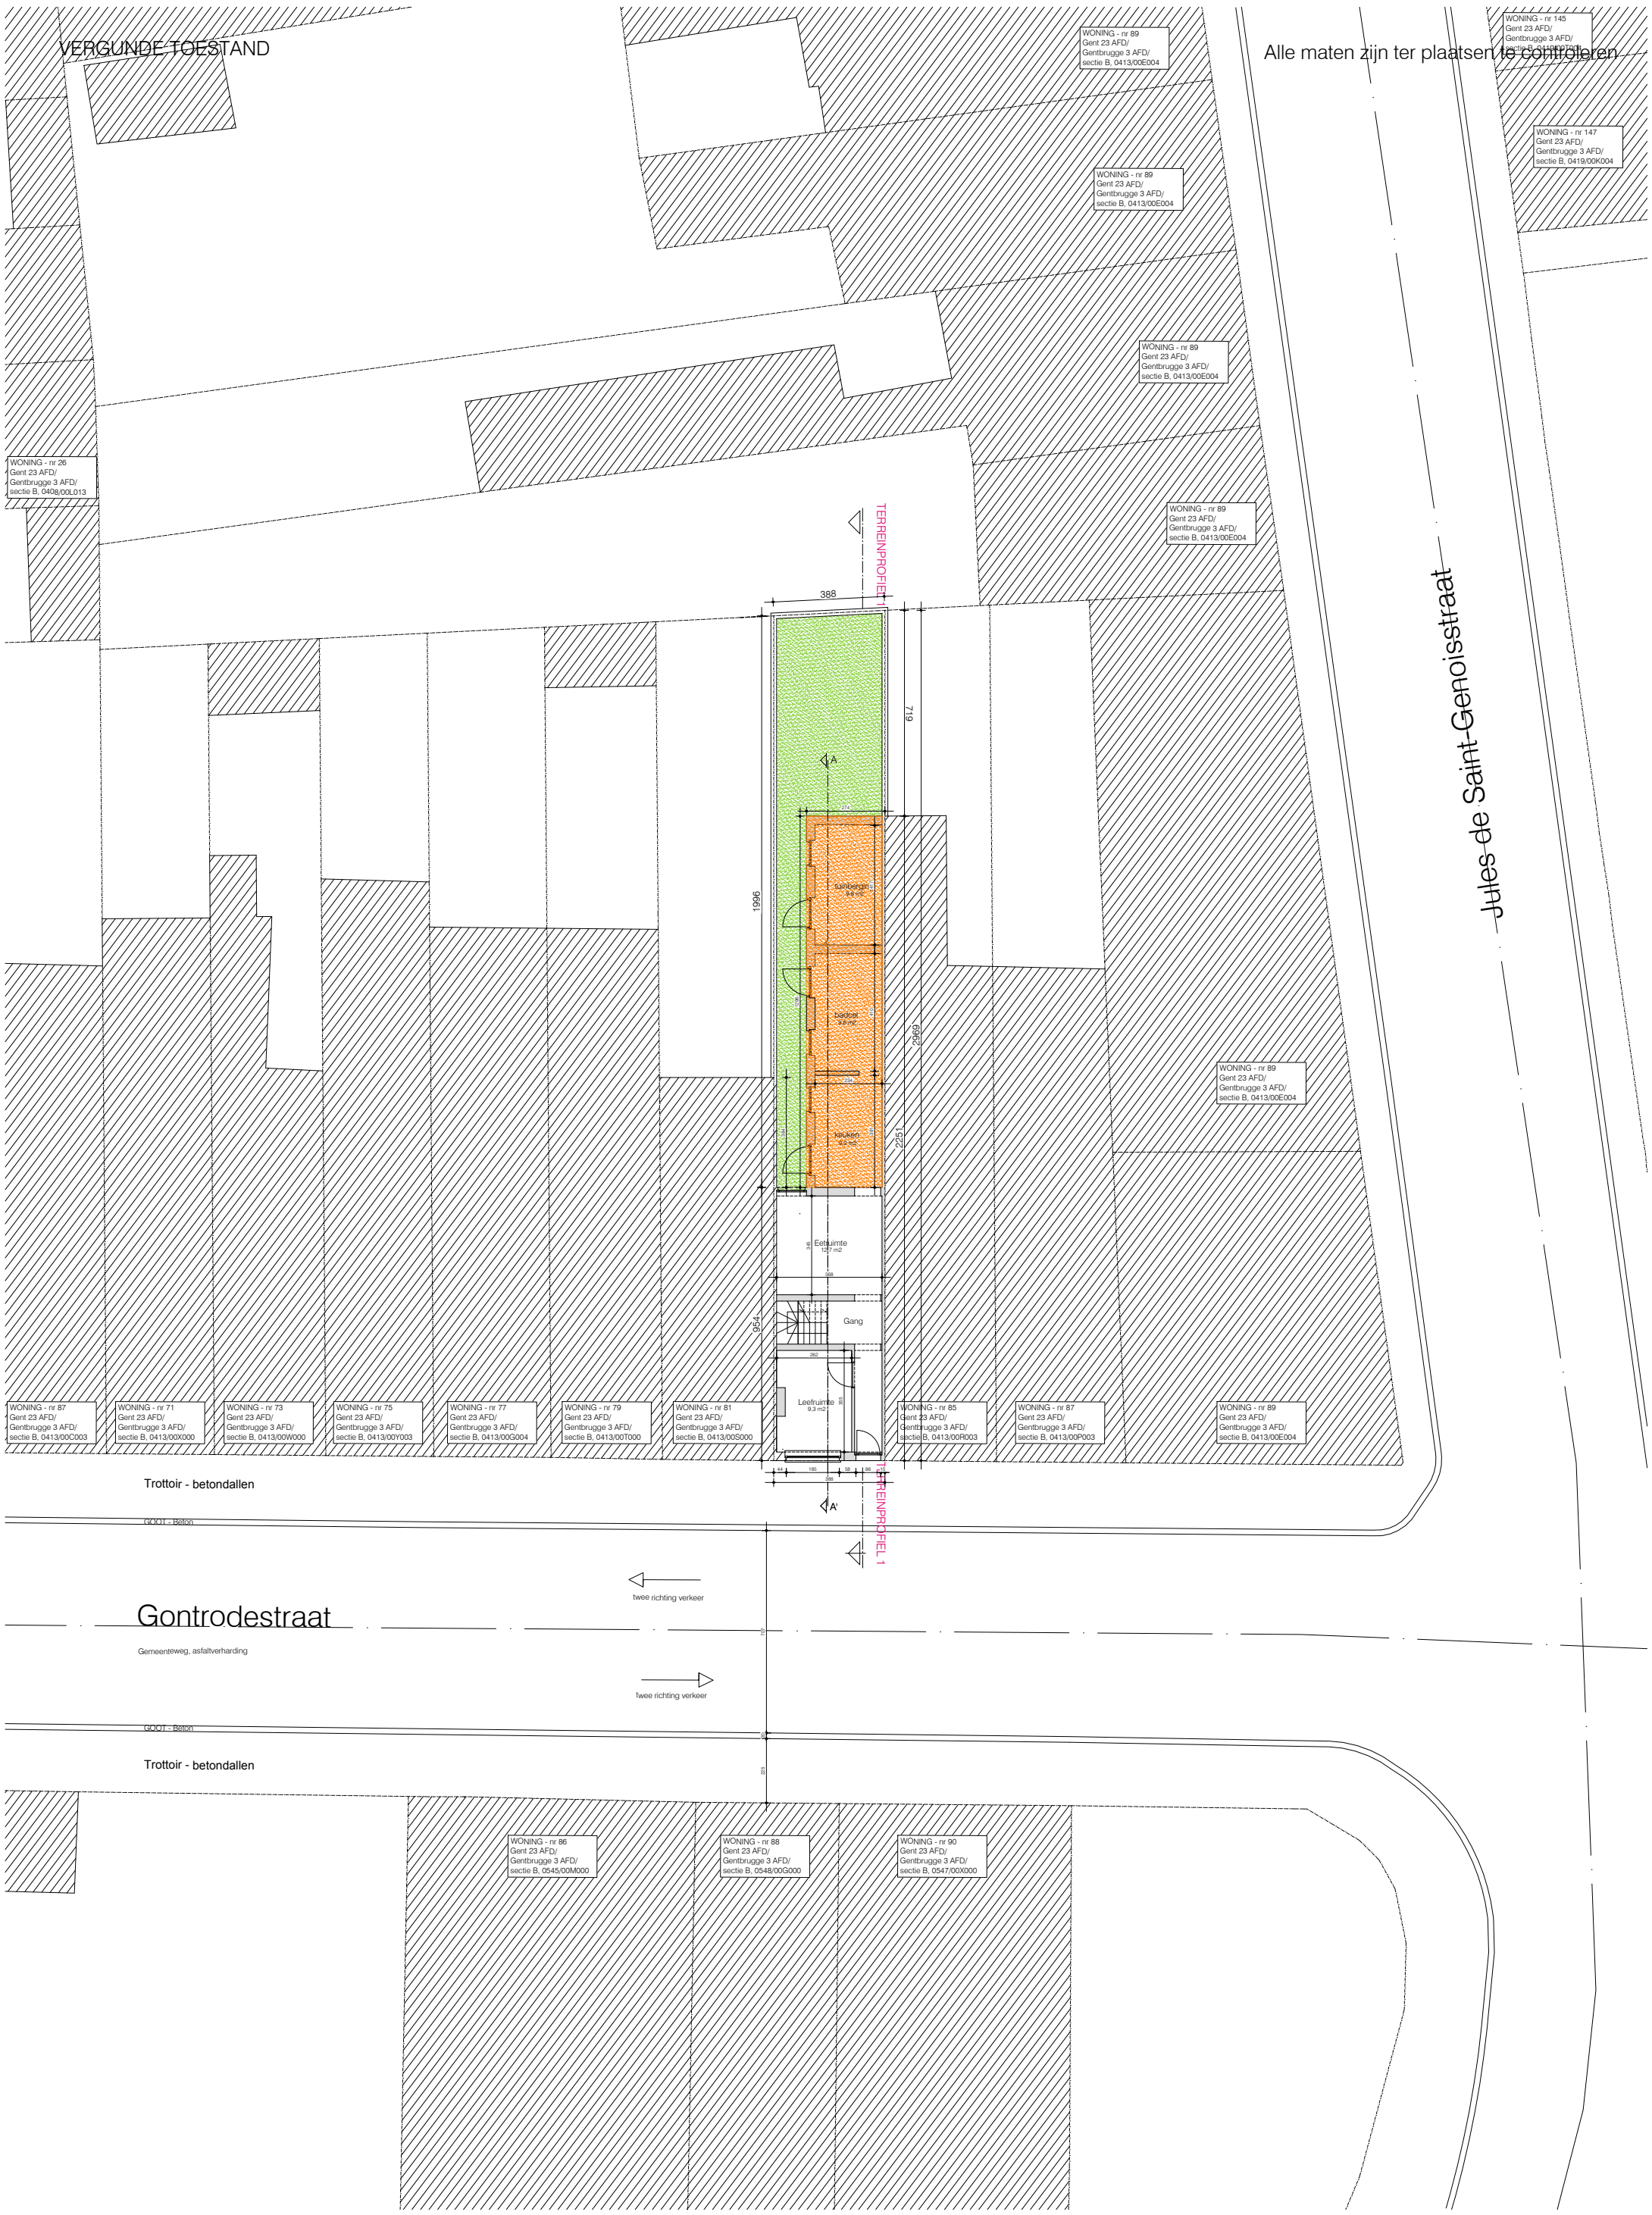 VERGUNDE TOESTAND
Alle maten zijn ter plaatsen te controleren
WONING - nr 89
Gent 23 AFD/
Gentbrugge 3 AFD/
sectie B, 0413/00E004
WONING - nr 145
Gent 23 AFD/
Gentbrugge 3 AFD/
WONING - nr 147
Gent 23 AFD/
Gentbrugge 3 AFD/
sectie B, 0419/00K004
WONING - nr 89
Gent 23 AFD/
Gentbrugge 3 AFD/
sectie B, 0413/00E004
WONING - nr 89
Gent 23 AFD/
Gentbrugge 3 AFD/
sectie B, 0413/00E004
WONING - nr 26
Gent 23 AFD/
Gentbrugge 3 AFD/
sectie B, 0408/00L013
WONING - nr 89
Gent 23 AFD/
Gentbrugge 3 AFD/
sectie B, 0413/00E004
Jules de Saint-Genoisstraat
TERREINPROFIEL 1
388
719
A
1996
badcel
2969
keuken
2251
WONING - nr 89
Gent 23 AFD/
Gentbrugge 3 AFD/
sectie B, 0413/00E004
Eetruimte
12,7 m2
Gang
954
262
Leefruimte
9,3 m2
WONING - nr 87
Gent 23 AFD/
Gentbrugge 3 AFD/
sectie B, 0413/00C003
WONING - nr 71
Gent 23 AFD/
Gentbrugge 3 AFD/
sectie B, 0413/00X000
WONING - nr 73
Gent 23 AFD/
Gentbrugge 3 AFD/
sectie B, 0413/00W000
WONING - nr 75
Gent 23 AFD/
Gentbrugge 3 AFD/
sectie B, 0413/00Y003
WONING - nr 77
Gent 23 AFD/
Gentbrugge 3 AFD/
sectie B, 0413/00G004
WONING - nr 79
Gent 23 AFD/
Gentbrugge 3 AFD/
sectie B, 0413/00T000
WONING - nr 81
Gent 23 AFD/
Gentbrugge 3 AFD/
sectie B, 0413/00S000
WONING - nr 85
Gent 23 AFD/
Gentbrugge 3 AFD/
sectie B, 0413/00R003
WONING - nr 87
Gent 23 AFD/
Gentbrugge 3 AFD/
sectie B, 0413/00P003
WONING - nr 89
Gent 23 AFD/
Gentbrugge 3 AFD/
sectie B, 0413/00E004
Trottoir - betondallen
44 185 58 86
A'
TERREINPROFIEL 1
GOOT - Beton
twee richting verkeer
Gontrodestraat
Gemeenteweg, asfaltverharding
Twee richting verkeer
GOOT - Beton
Trottoir - betondallen
WONING - nr 86
Gent 23 AFD/
Gentbrugge 3 AFD/
sectie B, 0545/00M000
WONING - nr 88
Gent 23 AFD/
Gentbrugge 3 AFD/
sectie B, 0548/00G000
WONING - nr 90
Gent 23 AFD/
Gentbrugge 3 AFD/
sectie B, 0547/00X000